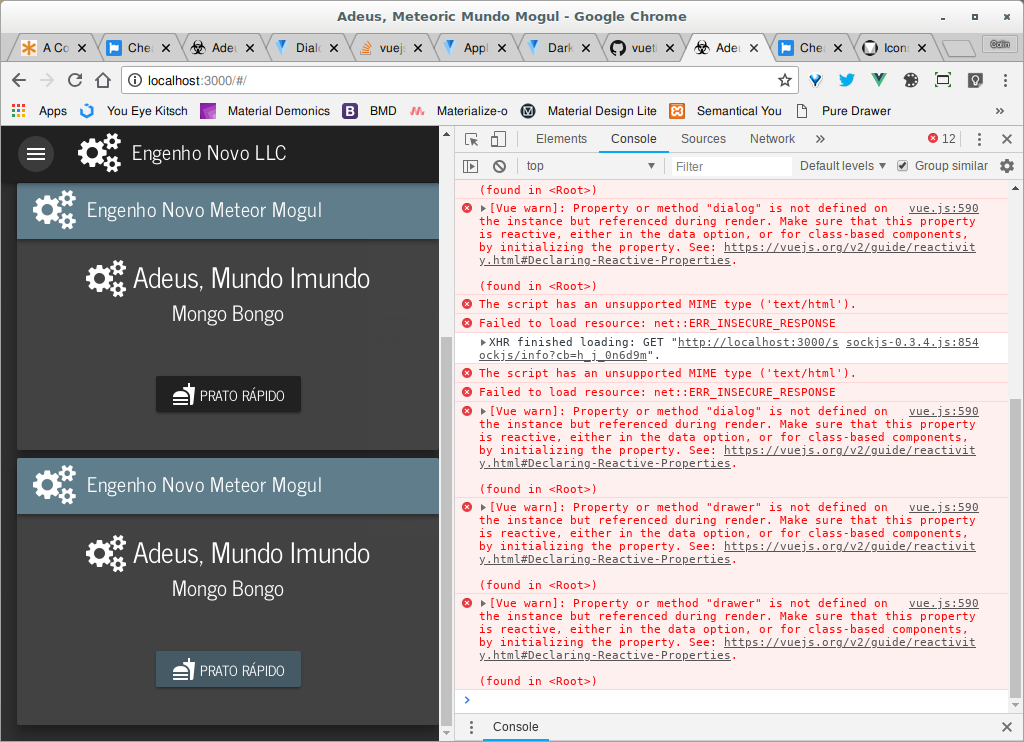 Adeus, Meteoric Mundo Mogul - Google Chrome
A Co
Chea
Adeu
Dialo
vuejs
Appl
Dark
vueti
Adeu
Chea
Icons
Colin
localhost:3000/#/
Apps
You Eye Kitsch
Material Demonics
BMD
Materialize-o
Material Design Lite
Semantical You
Pure Drawer
»
Engenho Novo LLC
Engenho Novo Meteor Mogul
Adeus, Mundo Imundo
Mongo Bongo
PRATO RÁPIDO
Engenho Novo Meteor Mogul
Adeus, Mundo Imundo
Mongo Bongo
PRATO RÁPIDO
Elements Console Sources Network » 12
top Filter Default levels Group similar
(found in <Root>)
[Vue warn]: Property or method "dialog" is not defined on vue.js:590
the instance but referenced during render. Make sure that this property
is reactive, either in the data option, or for class-based components,
by initializing the property. See: https://vuejs.org/v2/guide/reactivit
y.html#Declaring-Reactive-Properties.
(found in <Root>)
The script has an unsupported MIME type ('text/html').
Failed to load resource: net::ERR_INSECURE_RESPONSE
XHR finished loading: GET "http://localhost:3000/s sockjs-0.3.4.js:854
ockjs/info?cb=h_j_0n6d9m".
The script has an unsupported MIME type ('text/html').
Failed to load resource: net::ERR_INSECURE_RESPONSE
[Vue warn]: Property or method "dialog" is not defined on vue.js:590
the instance but referenced during render. Make sure that this property
is reactive, either in the data option, or for class-based components,
by initializing the property. See: https://vuejs.org/v2/guide/reactivit
y.html#Declaring-Reactive-Properties.
(found in <Root>)
[Vue warn]: Property or method "drawer" is not defined on vue.js:590
the instance but referenced during render. Make sure that this property
is reactive, either in the data option, or for class-based components,
by initializing the property. See: https://vuejs.org/v2/guide/reactivit
y.html#Declaring-Reactive-Properties.
(found in <Root>)
[Vue warn]: Property or method "drawer" is not defined on vue.js:590
the instance but referenced during render. Make sure that this property
is reactive, either in the data option, or for class-based components,
by initializing the property. See: https://vuejs.org/v2/guide/reactivit
y.html#Declaring-Reactive-Properties.
(found in <Root>)
Console